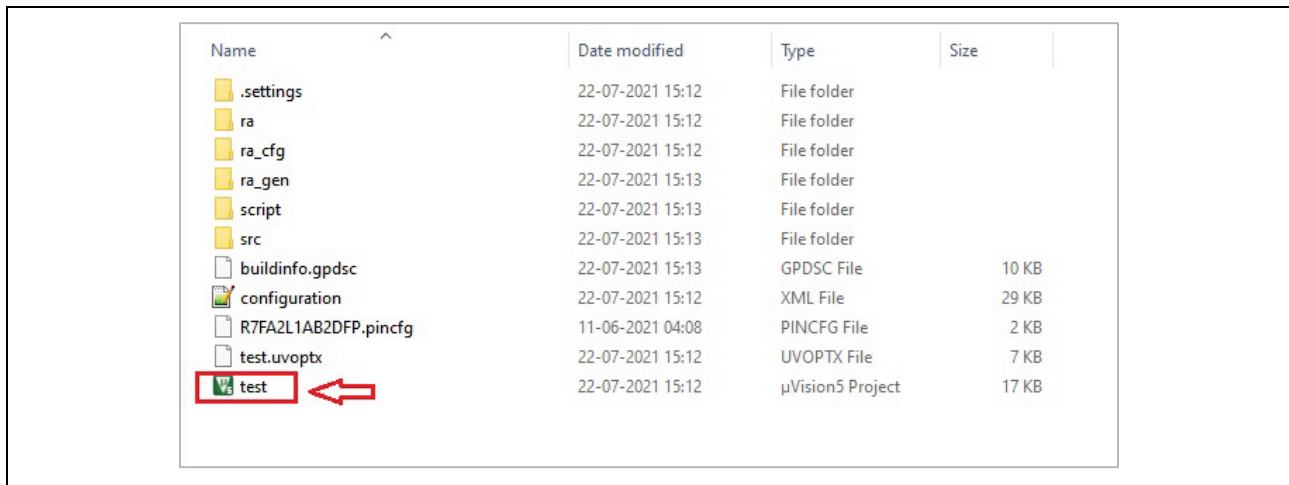 Name Date modified Type Size
.settings 22-07-2021 15:12 File folder
ra 22-07-2021 15:12 File folder
ra_cfg 22-07-2021 15:12 File folder
ra_gen 22-07-2021 15:13 File folder
script 22-07-2021 15:13 File folder
src 22-07-2021 15:13 File folder
buildinfo.gpdsc 22-07-2021 15:13 GPDSC File 10 KB
configuration 22-07-2021 15:12 XML File 29 KB
R7FA2L1AB2DFP.pincfg 11-06-2021 04:08 PINCFG File 2 KB
test.uvoptx 22-07-2021 15:12 UVOPTX File 7 KB
test 22-07-2021 15:12 µVision5 Project 17 KB